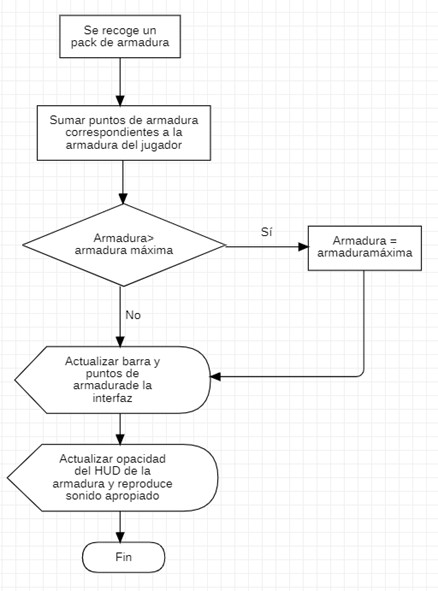 Se recoge un
pack de armadura
Sumar puntos de armadura
correspondientes a la
armadura del jugador
Armadura>
armadura máxima
Sí
Armadura =
armaduramáxima
No
Actualizar barra y
puntos de
armadurade la
interfaz
Actualizar opacidad
del HUD de la
armadura y reproduce
sonido apropiado
Fin